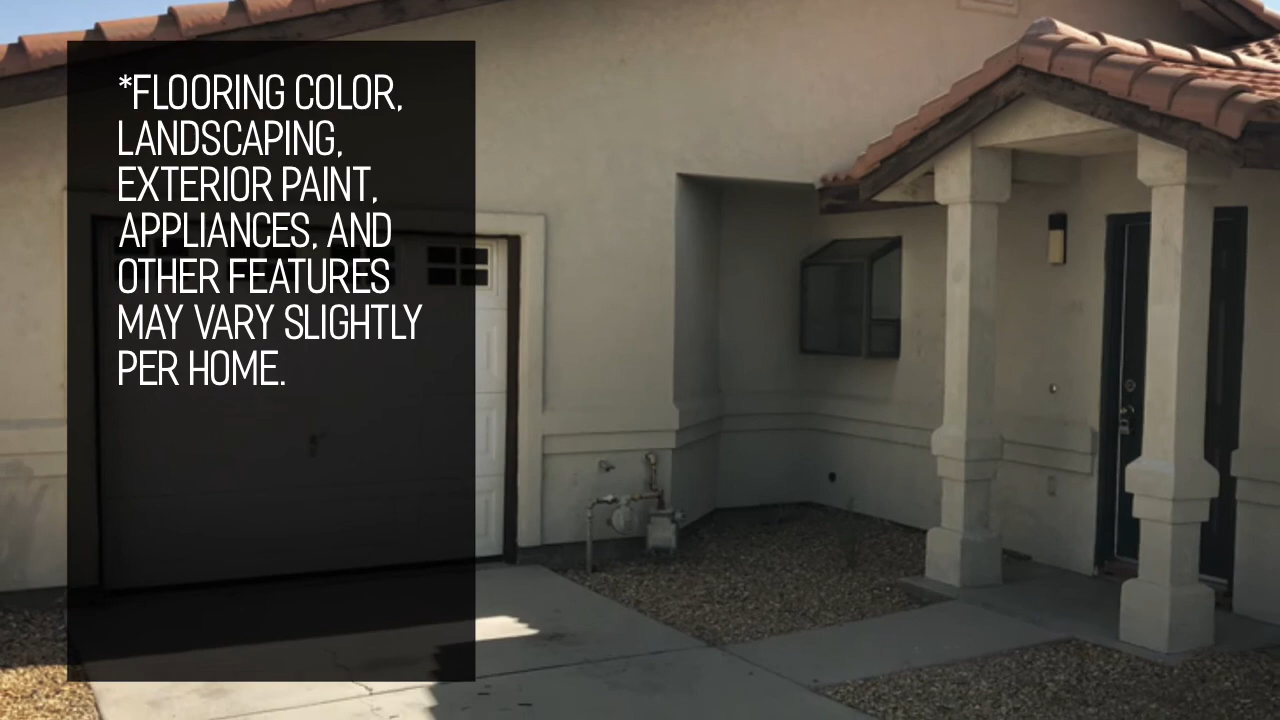 *FLOORING COLOR,
LANDSCAPING,
EXTERIOR PAINT,
APPLIANCES, AND
OTHER FEATURES
MAY VARY SLIGHTLY
PER HOME.